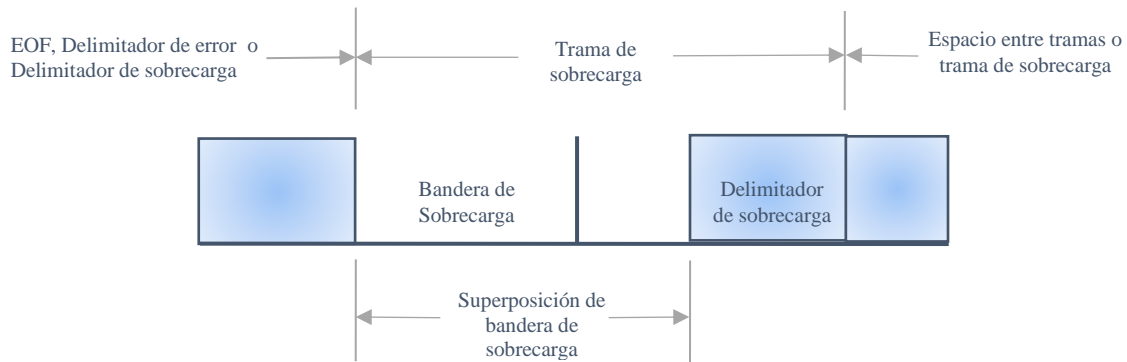 EOF, Delimitador de error o
Delimitador de sobrecarga
Trama de
sobrecarga
Espacio entre tramas o
trama de sobrecarga
Bandera de
Sobrecarga
Delimitador
de sobrecarga
Superposición de
bandera de
sobrecarga